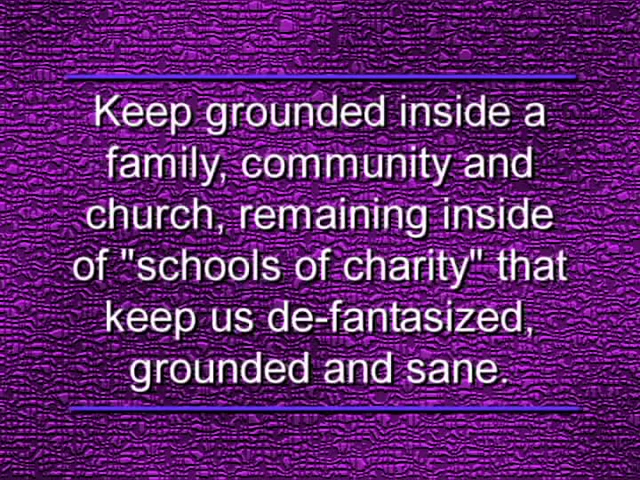 Keep grounded inside a
family, community and
church, remaining inside
of "schools of charity" that
keep us de-fantasized,
grounded and sane.